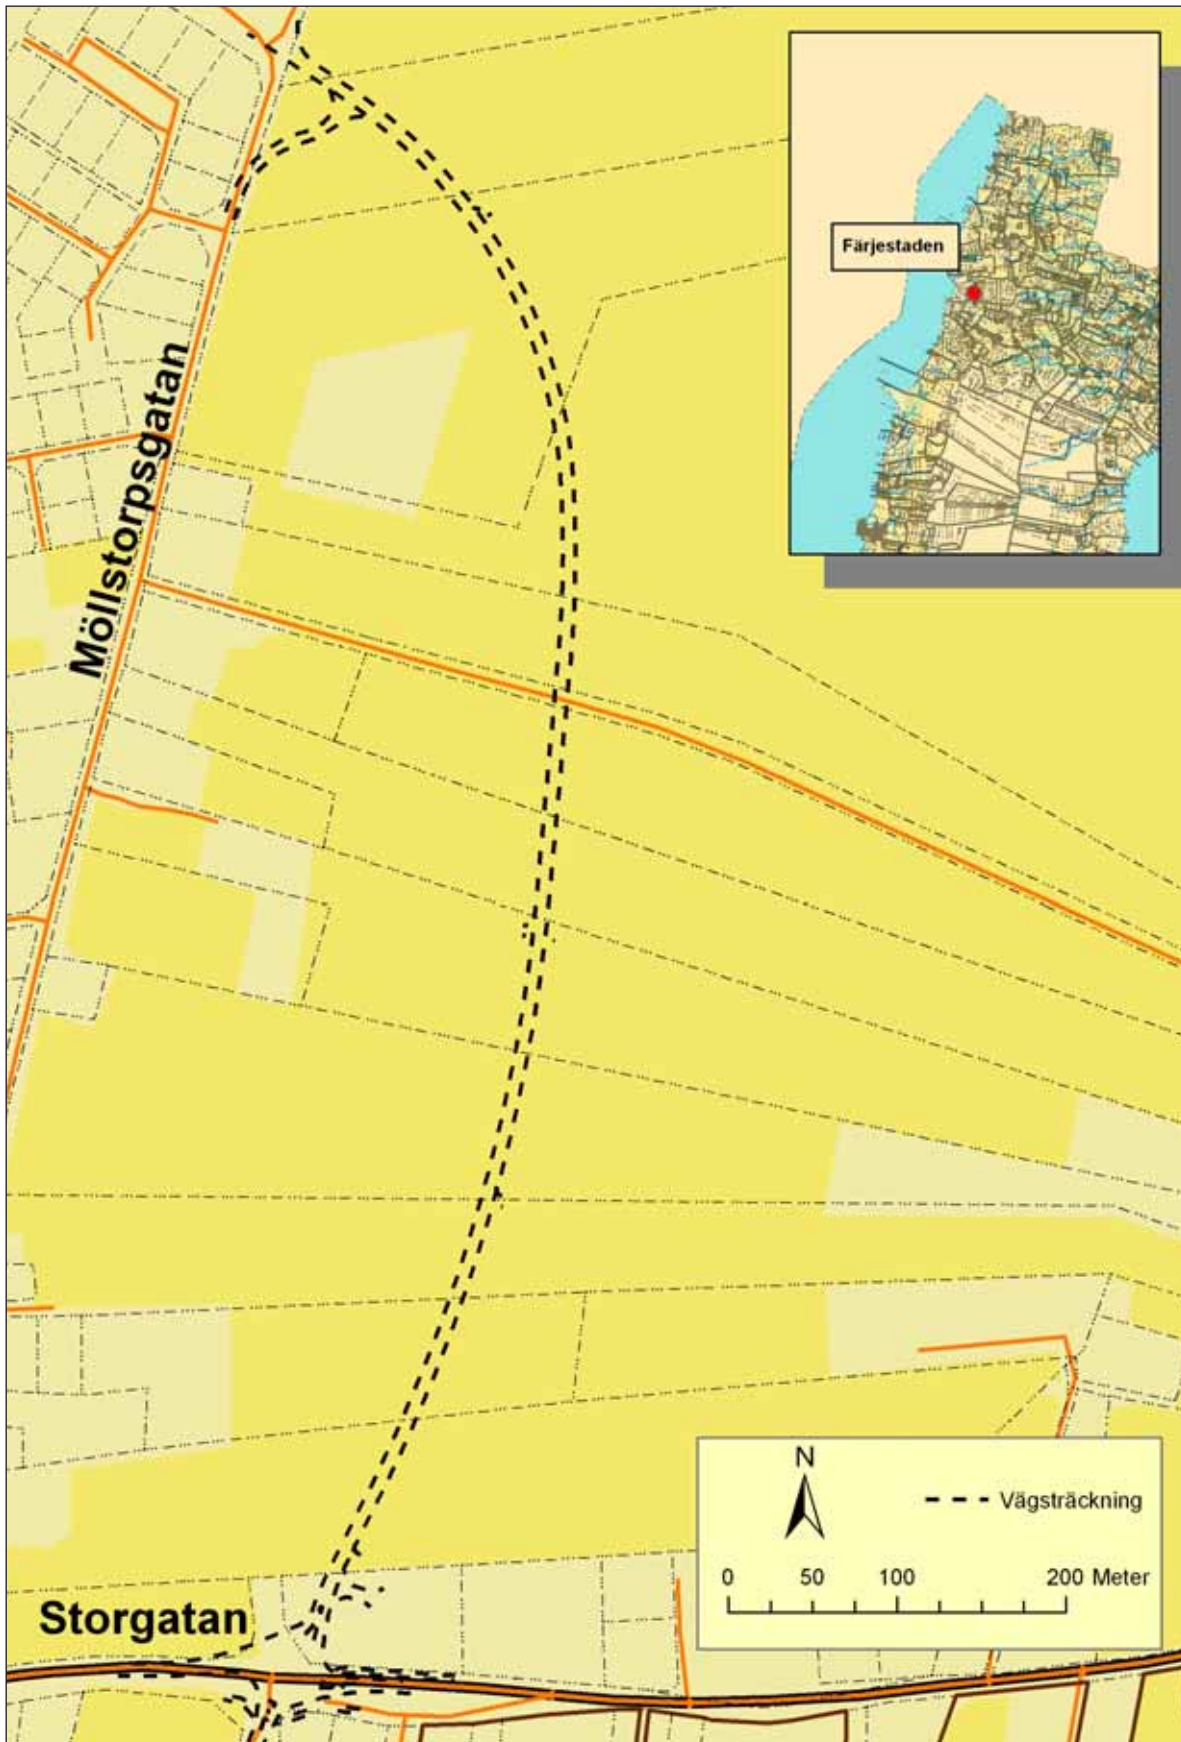 Färjestaden
Möllstorpsgatan
N
Vägsträckning
0 50 100 200 Meter
Storgatan